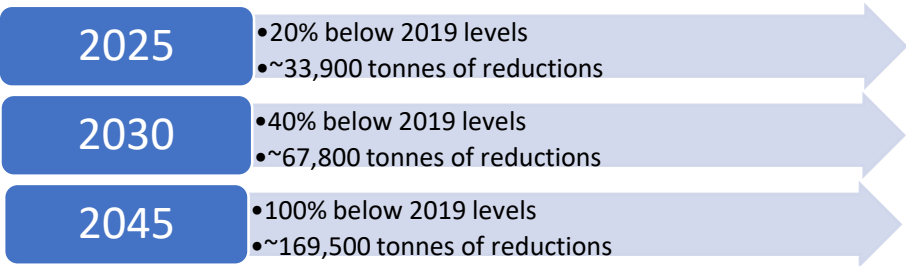 2025
•20% below 2019 levels
•~33,900 tonnes of reductions
2030
•40% below 2019 levels
•~67,800 tonnes of reductions
2045
•100% below 2019 levels
•~169,500 tonnes of reductions